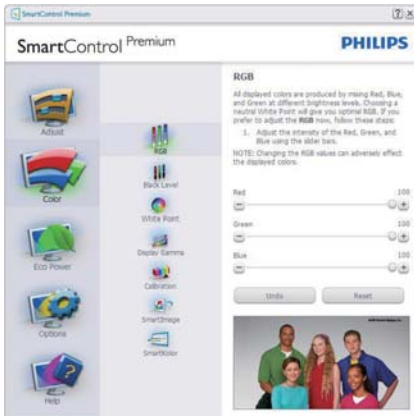 SmartControl Premium
SmartControl Premium
PHILIPS
Adjust
Color
Eco Power
Options
Help
RGB
Black Level
White Point
Display Gamma
Calibration
SmartImage
SmartKolor
RGB
All displayed colors are produced by mixing Red, Blue,
and Green at different brightness levels. Choosing a
neutral White Point will give you optimal RGB. If you
prefer to adjust the RGB now, follow these steps:
1. Adjust the intensity of the Red, Green, and
Blue using the slider bars.
NOTE: Changing the RGB values can adversely effect
the displayed colors.
Red 100
Green 100
Blue 100
Undo Reset